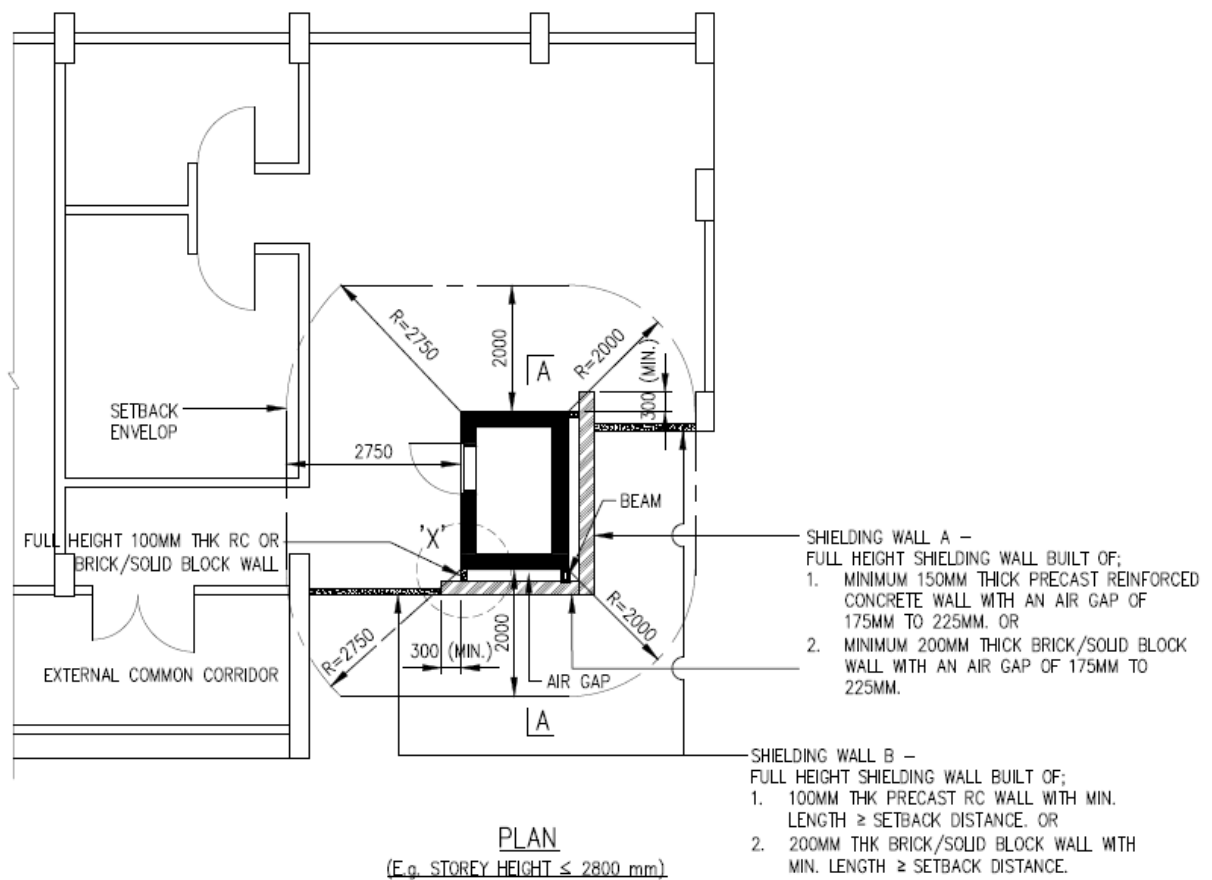 R=2750
2000
A
R=2000
300 (MIN.)
SETBACK
ENVELOP
2750
BEAM
'X'
FULL HEIGHT 100MM THK RC OR
BRICK/SOLID BLOCK WALL
SHIELDING WALL A –
FULL HEIGHT SHIELDING WALL BUILT OF;
1. MINIMUM 150MM THICK PRECAST REINFORCED
CONCRETE WALL WITH AN AIR GAP OF
175MM TO 225MM. OR
2. MINIMUM 200MM THICK BRICK/SOLID BLOCK
WALL WITH AN AIR GAP OF 175MM TO
225MM.
R=2000
R=2750
300 (MIN.)
2000
EXTERNAL COMMON CORRIDOR
AIR GAP
A
SHIELDING WALL B –
FULL HEIGHT SHIELDING WALL BUILT OF;
1. 100MM THK PRECAST RC WALL WITH MIN.
LENGTH ≥ SETBACK DISTANCE. OR
2. 200MM THK BRICK/SOLID BLOCK WALL WITH
MIN. LENGTH ≥ SETBACK DISTANCE.
PLAN
(E.g. STOREY HEIGHT ≤ 2800 mm)